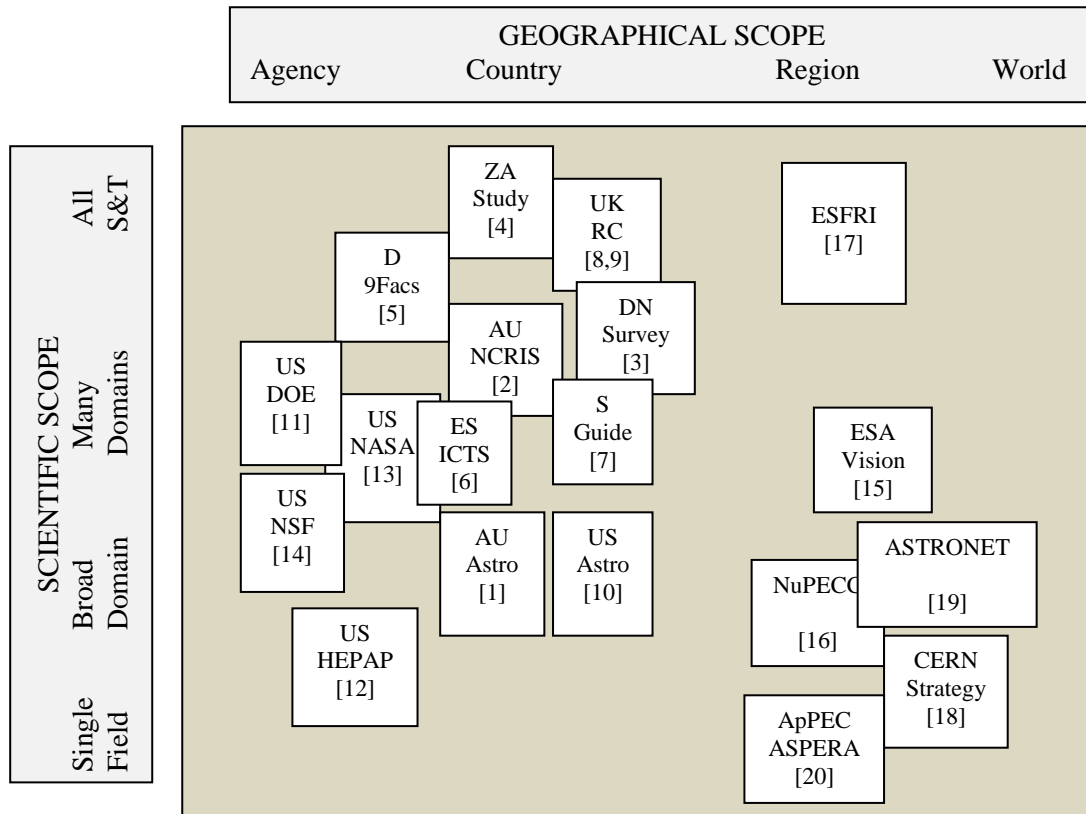 GEOGRAPHICAL SCOPE
Agency Country Region World
SCIENTIFIC SCOPE
All
S&T
Many
Domains
Broad
Domain
Single
Field
ZA
Study
[4]
UK
RC
[8,9]
ESFRI
[17]
D
9Facs
[5]
DN
Survey
[3]
AU
NCRIS
[2]
US
DOE
[11]
US
NASA
[13]
ES
ICTS
[6]
S
Guide
[7]
ESA
Vision
[15]
US
NSF
[14]
AU
Astro
[1]
US
Astro
[10]
ASTRONET
[19]
NuPECC
[16]
US
HEPAP
[12]
CERN
Strategy
[18]
ApPEC
ASPERA
[20]